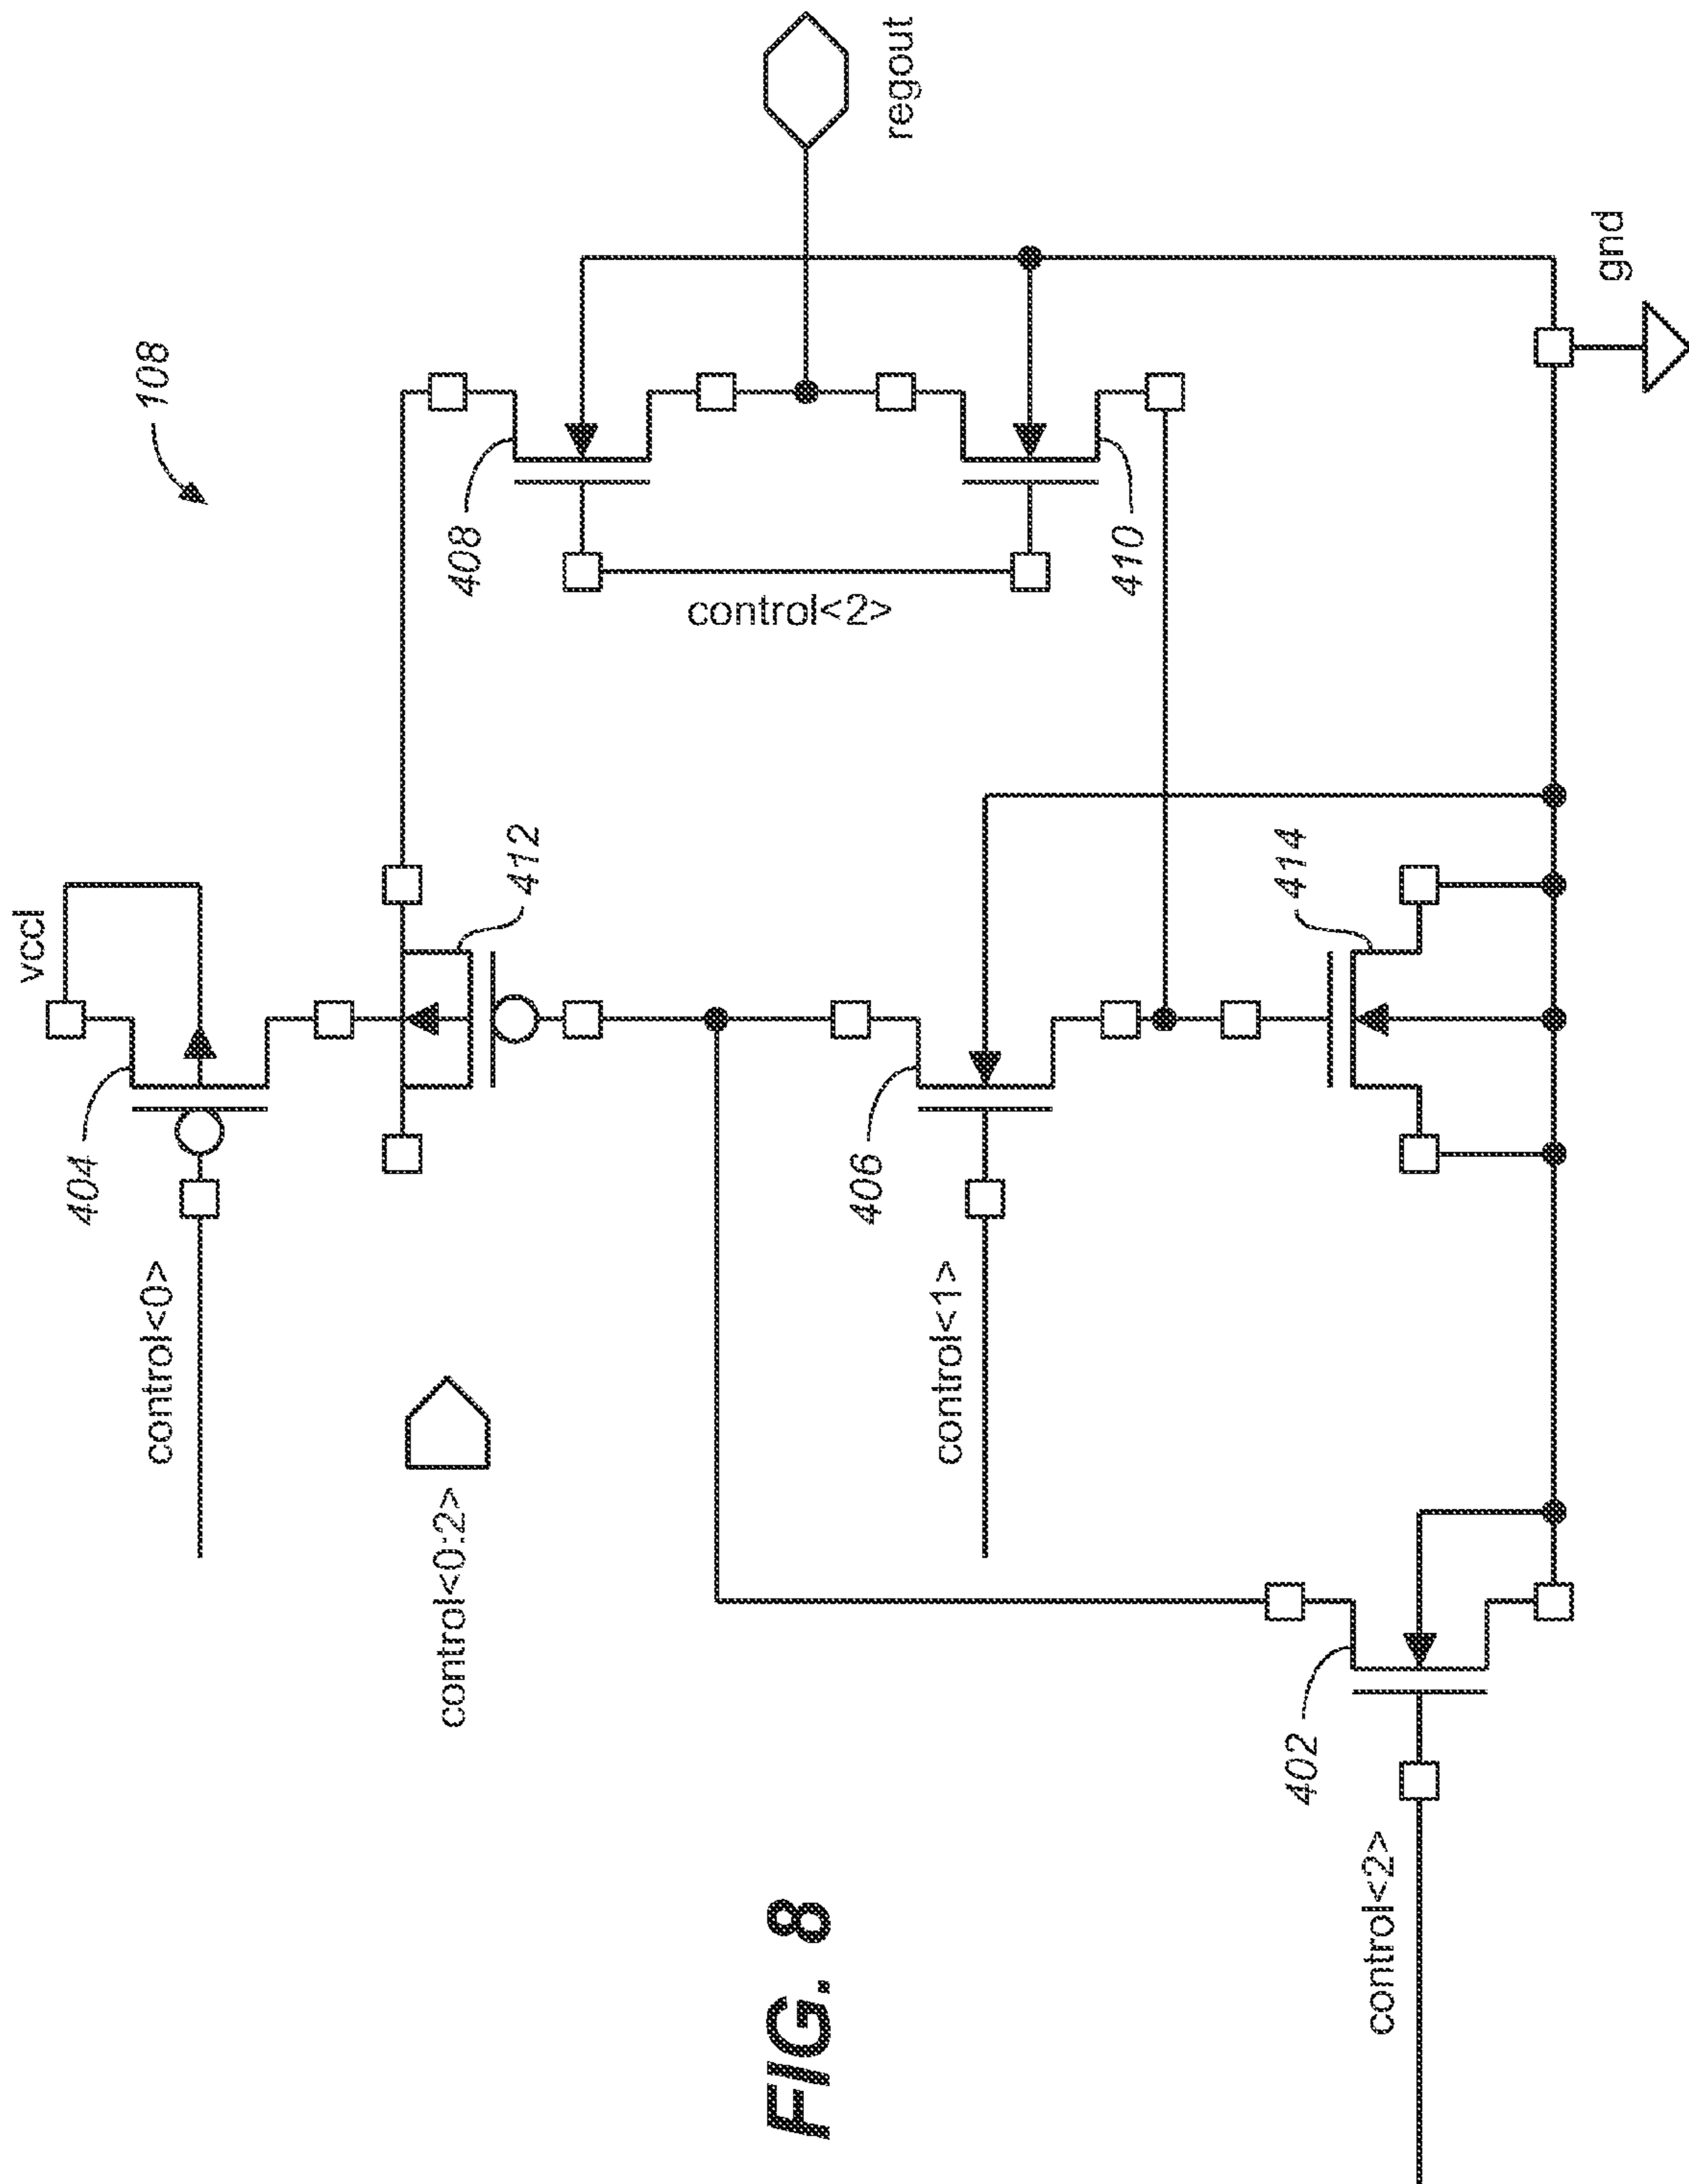 108
vccl
404
control<0>
412
408
regout
control<2>
control<0:2>
406
control<1>
410
414
402
control<2>
gnd
FIG. 8